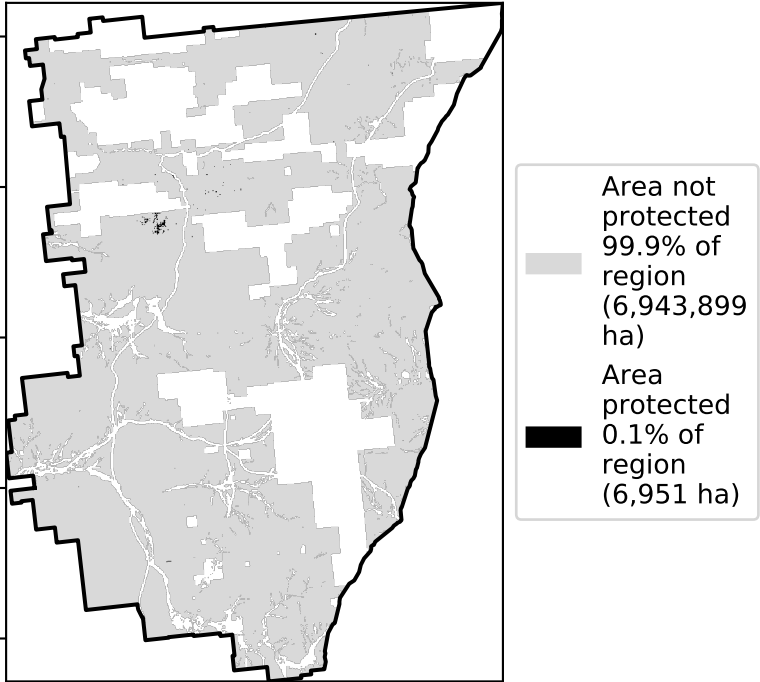 Area not
protected
99.9% of
region
(6,943,899
ha)
Area
protected
0.1% of
region
(6,951 ha)